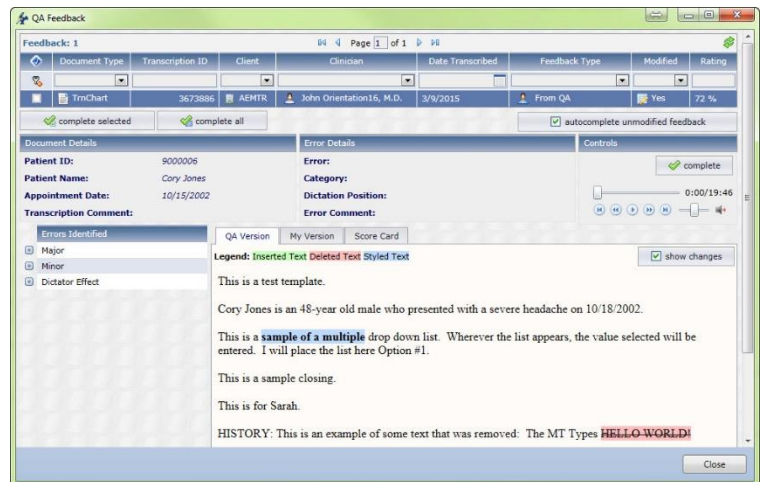 QA Feedback
Feedback: 1 Page 1 of 1
Document Type Transcription ID Client Clinician Date Transcribed Feedback Type Modified Rating
TrnChart 3673886 AEMTR John Orientation16, M.D. 3/9/2015 From QA Yes 72 %
complete selected complete all autocomplete unmodified feedback
Document Details Error Details Controls
Patient ID: 9000006 Error: complete
Patient Name: Cory Jones Category:
Appointment Date: 10/15/2002 Dictation Position: 0:00/19:46
Transcription Comment: Error Comment:
Errors Identified QA Version My Version Score Card
Major Legend: Inserted Text Deleted Text Styled Text show changes
Minor
Dictator Effect
This is a test template.
Cory Jones is an 48-year old male who presented with a severe headache on 10/18/2002.
This is a sample of a multiple drop down list. Wherever the list appears, the value selected will be
entered. I will place the list here Option #1.
This is a sample closing.
This is for Sarah.
HISTORY: This is an example of some text that was removed: The MT Types HELLO WORLD!
Close